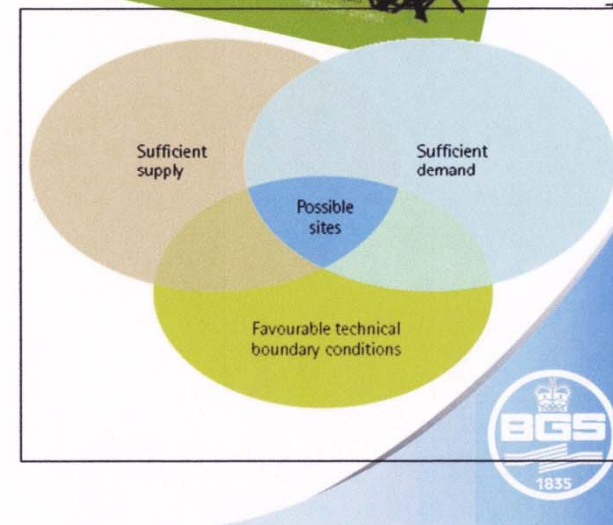 Sufficient
supply
Sufficient
demand
Possible
sites
Favourable technical
boundary conditions
BGS
1835